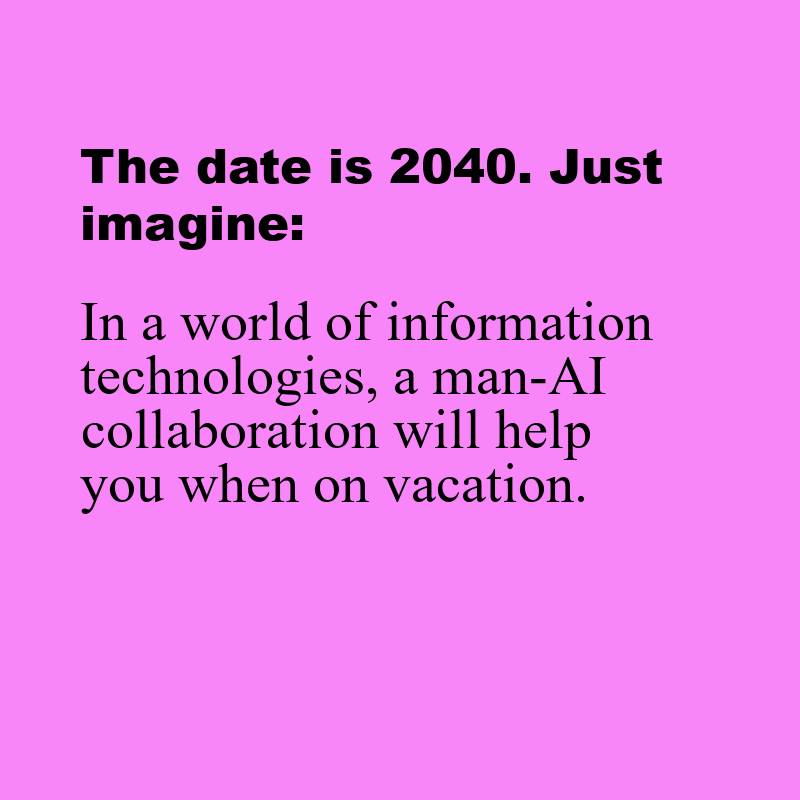 The date is 2040. Just
imagine:
In a world of information
technologies, a man-AI
collaboration will help
you when on vacation.